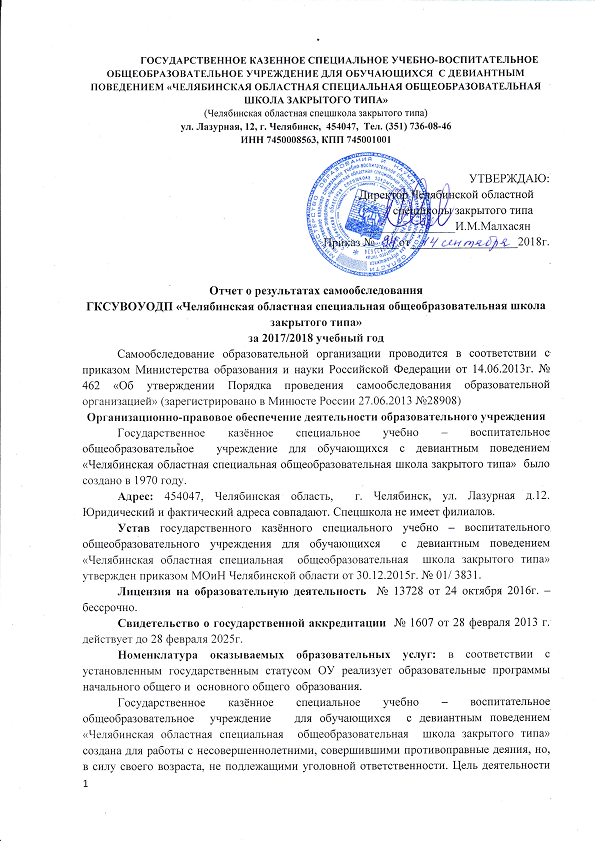 ГОСУДАРСТВЕННОЕ КАЗЕННОЕ СПЕЦИАЛЬНОЕ УЧЕБНО-ВОСПИТАТЕЛЬНОЕ
ОБЩЕОБРАЗОВАТЕЛЬНОЕ УЧРЕЖДЕНИЕ ДЛЯ ОБУЧАЮЩИХСЯ С ДЕВИАНТНЫМ
ПОВЕДЕНИЕМ «ЧЕЛЯБИНСКАЯ ОБЛАСТНАЯ СПЕЦИАЛЬНАЯ ОБЩЕОБРАЗОВАТЕЛЬНАЯ
ШКОЛА ЗАКРЫТОГО ТИПА»
(Челябинская областная спецшкола закрытого типа)
ул. Лазурная, 12, г. Челябинск, 454047, Тел. (351) 736-08-46
ИНН 7450008563, КПП 745001001
УТВЕРЖДАЮ:
Директор Челябинской областной
спецшколы закрытого типа
И.М.Малхасян
Приказ № от 14 сентября 2018г.
Отчет о результатах самообследования
ГКСУВОУОДП «Челябинская областная специальная общеобразовательная школа
закрытого типа»
за 2017/2018 учебный год
Самообследование образовательной организации проводится в соответствии с
приказом Министерства образования и науки Российской Федерации от 14.06.2013г. №
462 «Об утверждении Порядка проведения самообследования образовательной
организацией» (зарегистрировано в Минюсте России 27.06.2013 №28908)
Организационно-правовое обеспечение деятельности образовательного учреждения
Государственное казённое специальное учебно – воспитательное
общеобразовательное учреждение для обучающихся с девиантным поведением
«Челябинская областная специальная общеобразовательная школа закрытого типа» было
создано в 1970 году.
Адрес: 454047, Челябинская область, г. Челябинск, ул. Лазурная д.12.
Юридический и фактический адреса совпадают. Спецшкола не имеет филиалов.
Устав государственного казённого специального учебно – воспитательного
общеобразовательного учреждения для обучающихся с девиантным поведением
«Челябинская областная специальная общеобразовательная школа закрытого типа»
утвержден приказом МОиН Челябинской области от 30.12.2015г. № 01/ 3831.
Лицензия на образовательную деятельность № 13728 от 24 октября 2016г. –
бессрочно.
Свидетельство о государственной аккредитации № 1607 от 28 февраля 2013 г.
действует до 28 февраля 2025г.
Номенклатура оказываемых образовательных услуг: в соответствии с
установленным государственным статусом ОУ реализует образовательные программы
начального общего и основного общего образования.
Государственное казённое специальное учебно – воспитательное
общеобразовательное учреждение для обучающихся с девиантным поведением
«Челябинская областная специальная общеобразовательная школа закрытого типа»
создана для работы с несовершеннолетними, совершившими противоправные деяния, но,
в силу своего возраста, не подлежащими уголовной ответственности. Цель деятельности
1